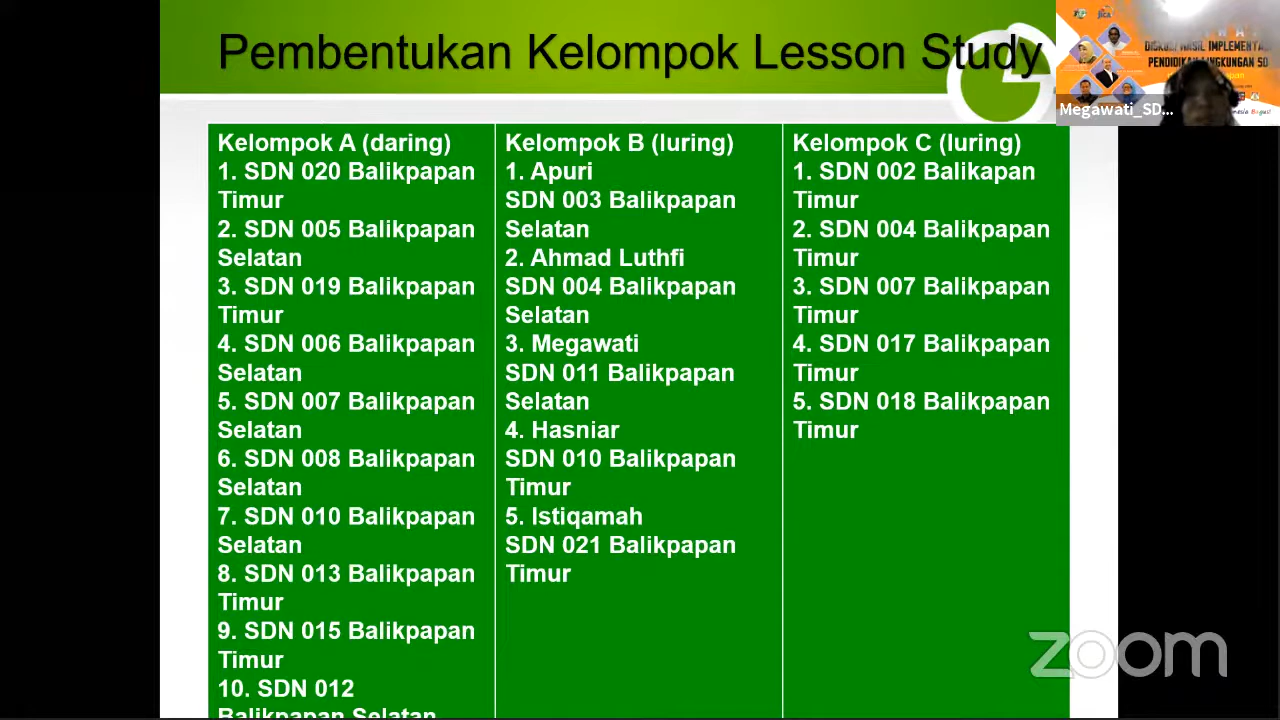 Pembentukan Kelompok Lesson Study
Kelompok A (daring)
1. SDN 020 Balikpapan
Timur
2. SDN 005 Balikpapan
Selatan
3. SDN 019 Balikpapan
Timur
4. SDN 006 Balikpapan
Selatan
5. SDN 007 Balikpapan
Selatan
6. SDN 008 Balikpapan
Selatan
7. SDN 010 Balikpapan
Selatan
8. SDN 013 Balikpapan
Timur
9. SDN 015 Balikpapan
Timur
10. SDN 012
Balikpapan Selatan
Kelompok B (luring)
1. Apuri
SDN 003 Balikpapan
Selatan
2. Ahmad Luthfi
SDN 004 Balikpapan
Selatan
3. Megawati
SDN 011 Balikpapan
Selatan
4. Hasniar
SDN 010 Balikpapan
Timur
5. Istiqamah
SDN 021 Balikpapan
Timur
Kelompok C (luring)
1. SDN 002 Balikapan
Timur
2. SDN 004 Balikpapan
Timur
3. SDN 007 Balikpapan
Timur
4. SDN 017 Balikpapan
Timur
5. SDN 018 Balikpapan
Timur
jica
PENDIDIKAN LINGKUNGAN SD
Megawati_SD...
zoom